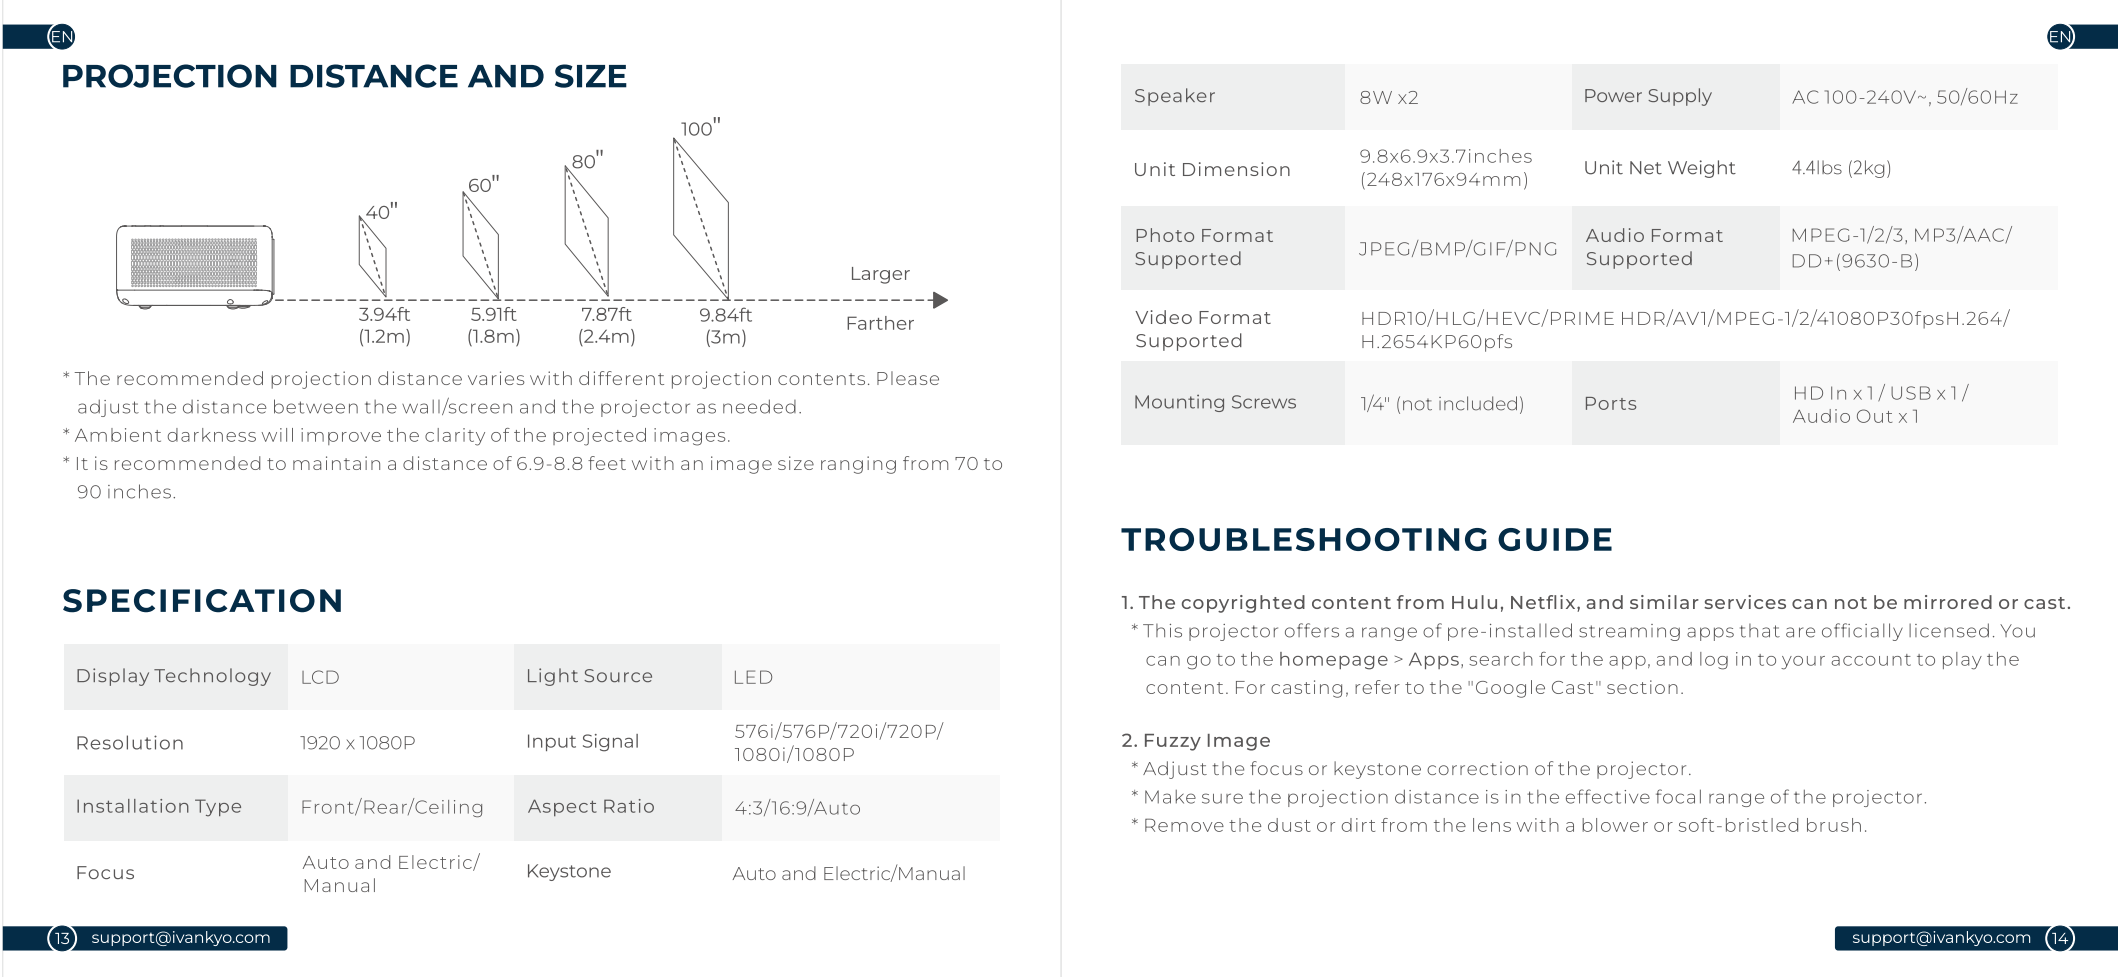 EN
PROJECTION DISTANCE AND SIZE
40"
60"
80"
100"
Larger
3.94ft
(1.2m)
5.91ft
(1.8m)
7.87ft
(2.4m)
9.84ft
(3m)
Farther
* The recommended projection distance varies with different projection contents. Please
adjust the distance between the wall/screen and the projector as needed.
* Ambient darkness will improve the clarity of the projected images.
* It is recommended to maintain a distance of 6.9-8.8 feet with an image size ranging from 70 to
90 inches.
SPECIFICATION
Display Technology
LCD
Light Source
LED
Resolution
1920 x 1080P
Input Signal
576i/576P/720i/720P/
1080i/1080P
Installation Type
Front/Rear/Ceiling
Aspect Ratio
4:3/16:9/Auto
Focus
Auto and Electric/
Manual
Keystone
Auto and Electric/Manual
13
support@ivankyo.com
EN
Speaker
8W x2
Power Supply
AC 100-240V~, 50/60Hz
Unit Dimension
9.8x6.9x3.7inches
(248x176x94mm)
Unit Net Weight
4.4lbs (2kg)
Photo Format
Supported
JPEG/BMP/GIF/PNG
Audio Format
Supported
MPEG-1/2/3, MP3/AAC/
DD+(9630-B)
Video Format
Supported
HDR10/HLG/HEVC/PRIME HDR/AV1/MPEG-1/2/41080P30fpsH.264/
H.2654KP60pfs
Mounting Screws
1/4" (not included)
Ports
HD In x 1 / USB x 1 /
Audio Out x 1
TROUBLESHOOTING GUIDE
1. The copyrighted content from Hulu, Netflix, and similar services can not be mirrored or cast.
* This projector offers a range of pre-installed streaming apps that are officially licensed. You
can go to the homepage > Apps, search for the app, and log in to your account to play the
content. For casting, refer to the "Google Cast" section.
2. Fuzzy Image
* Adjust the focus or keystone correction of the projector.
* Make sure the projection distance is in the effective focal range of the projector.
* Remove the dust or dirt from the lens with a blower or soft-bristled brush.
support@ivankyo.com
14